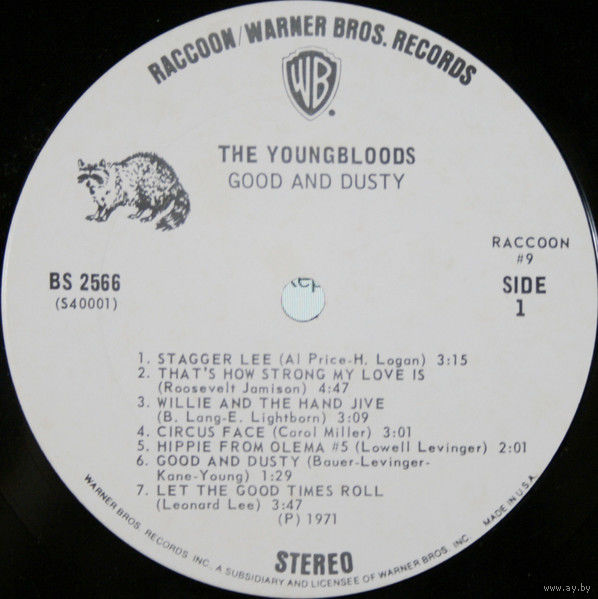 RACCOON/WARNER BROS. RECORDS
WB
THE YOUNGBLOODS
GOOD AND DUSTY
RACCOON
#9
BS 2566
(S40001)
SIDE
1
1. STAGGER LEE (Al Price-H. Logan) 3:15
2. THAT'S HOW STRONG MY LOVE IS
(Roosevelt Jamison) 4:47
3. WILLIE AND THE HAND JIVE
(B. Lang-E. Lightborn) 3:09
4. CIRCUS FACE (Carol Miller) 3:01
5. HIPPIE FROM OLEMA #5 (Lowell Levinger) 2:01
6. GOOD AND DUSTY (Bauer-Levinger-
Kane-Young) 1:29
7. LET THE GOOD TIMES ROLL
(Leonard Lee) 3:47
(P) 1971
STEREO
WARNER BROS. RECORDS INC. A SUBSIDIARY AND LICENSEE OF WARNER BROS. INC. MADE IN U.S.A.
www.ay.by